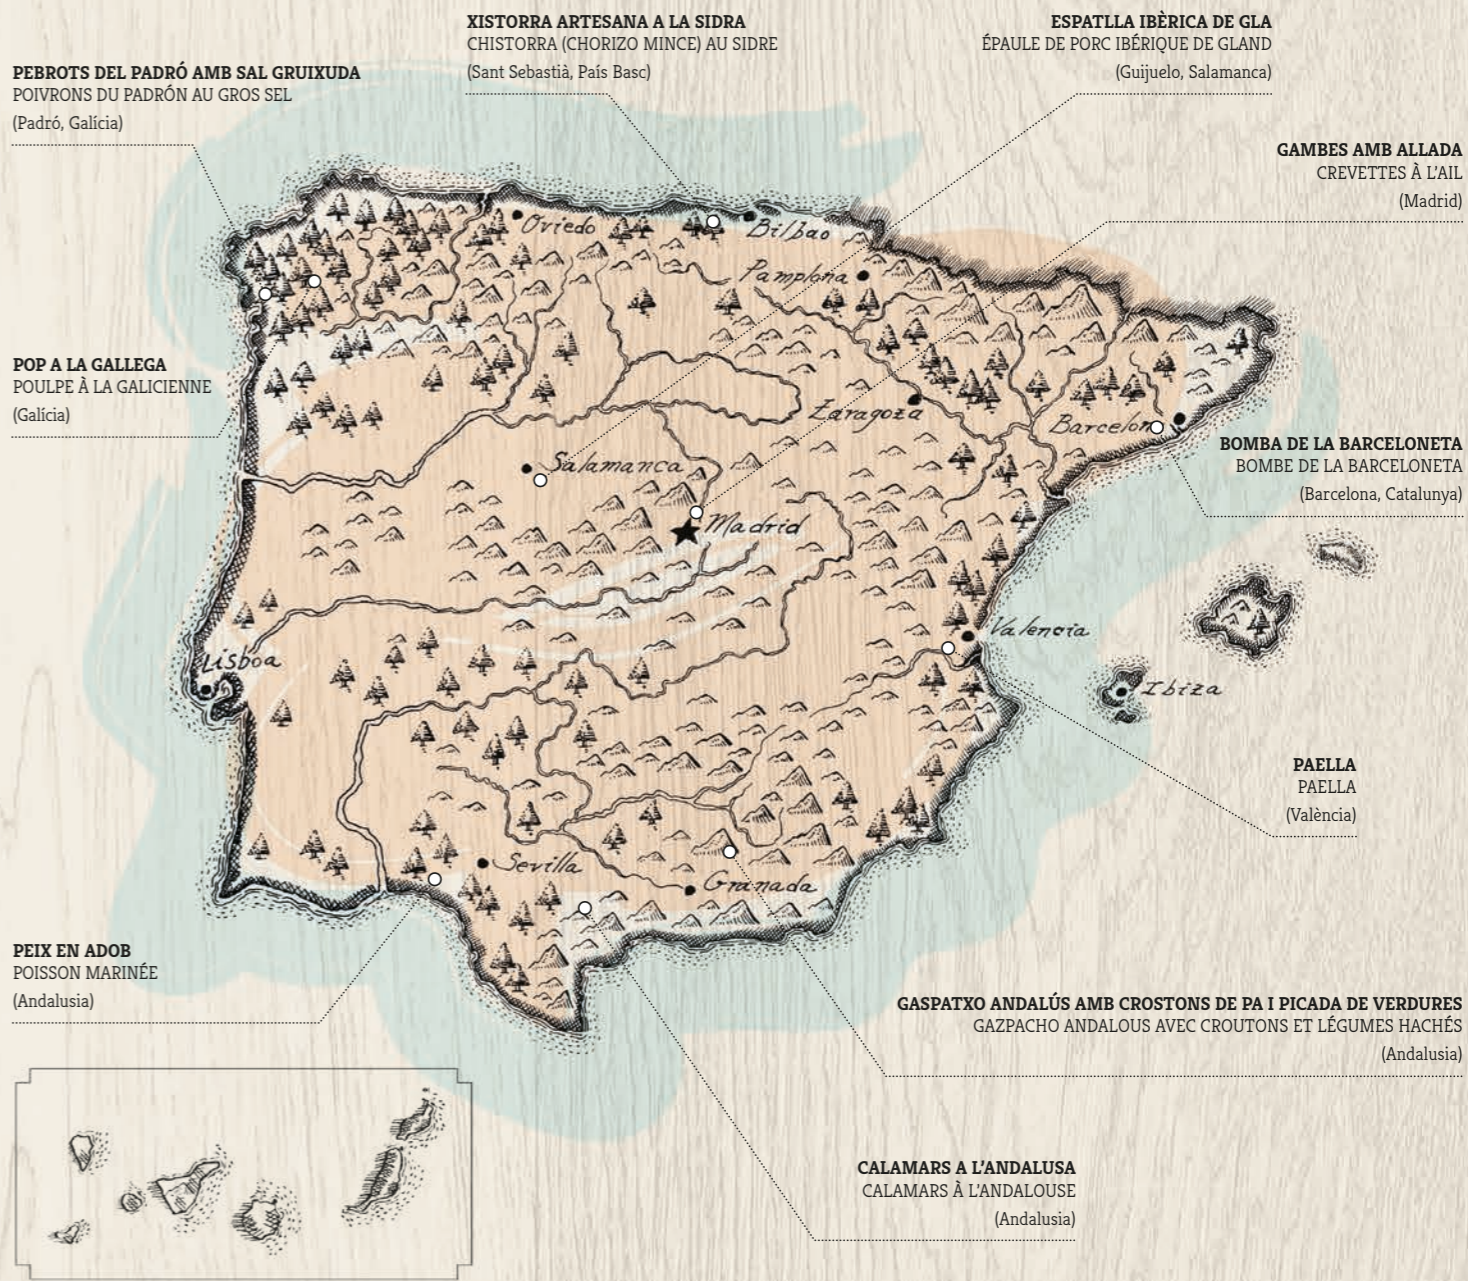 XISTORRA ARTESANA A LA SIDRA
CHISTORRA (CHORIZO MINCE) AU SIDRE
(Sant Sebastià, País Basc)
ESPATLLA IBÈRICA DE GLA
ÉPAULE DE PORC IBÉRIQUE DE GLAND
(Guijuelo, Salamanca)
PEBROTS DEL PADRÓ AMB SAL GRUIXUDA
POIVRONS DU PADRÓN AU GROS SEL
(Padró, Galícia)
GAMBES AMB ALLADA
CREVETTES À L'AIL
(Madrid)
Oviedo
Bilbao
Pamplona
POP A LA GALLEGA
POULPE À LA GALICIENNE
(Galícia)
Zaragoza
Barcelon
BOMBA DE LA BARCELONETA
BOMBE DE LA BARCELONETA
(Barcelona, Catalunya)
Salamanca
Madrid
Valencia
Lisboa
Ibiza
PAELLA
PAELLA
(València)
Sevilla
Granada
PEIX EN ADOB
POISSON MARINÉE
(Andalusia)
GASPATXO ANDALÚS AMB CROSTONS DE PA I PICADA DE VERDURES
GAZPACHO ANDALOUS AVEC CROUTONS ET LÉGUMES HACHÉS
(Andalusia)
CALAMARS A L'ANDALUSA
CALAMARS À L'ANDALOUSE
(Andalusia)